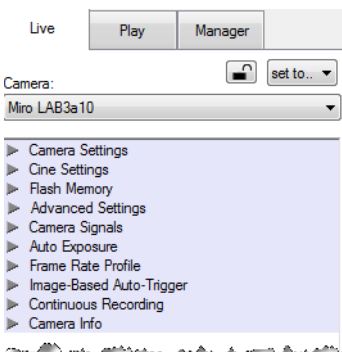 Live Play Manager
set to..
Camera:
Miro LAB3a10
Camera Settings
Cine Settings
Flash Memory
Advanced Settings
Camera Signals
Auto Exposure
Frame Rate Profile
Image-Based Auto-Trigger
Continuous Recording
Camera Info